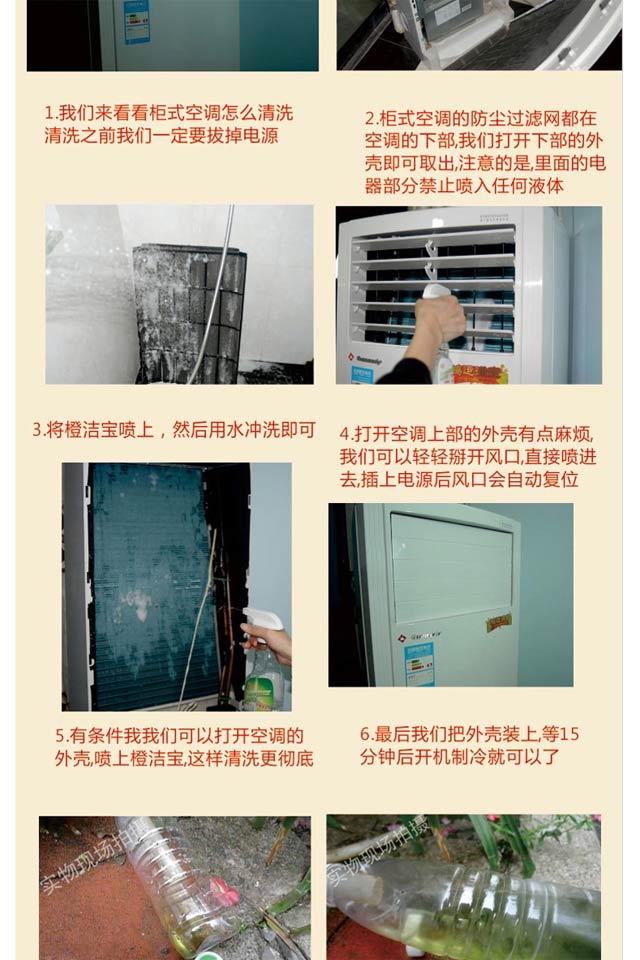 1.我们来看看柜式空调怎么清洗
清洗之前我们一定要拔掉电源
2.柜式空调的防尘过滤网都在
空调的下部,我们打开下部的外
壳即可取出,注意的是,里面的电
器部分禁止喷入任何液体
3.将橙洁宝喷上，然后用水冲洗即可
4.打开空调上部的外壳有点麻烦,
我们可以轻轻掰开风口,直接喷进
去,插上电源后风口会自动复位
5.有条件我我们可以打开空调的
外壳,喷上橙洁宝,这样清洗更彻底
6.最后我们把外壳装上,等15
分钟后开机制冷就可以了
实物现场拍摄
实物现场拍摄